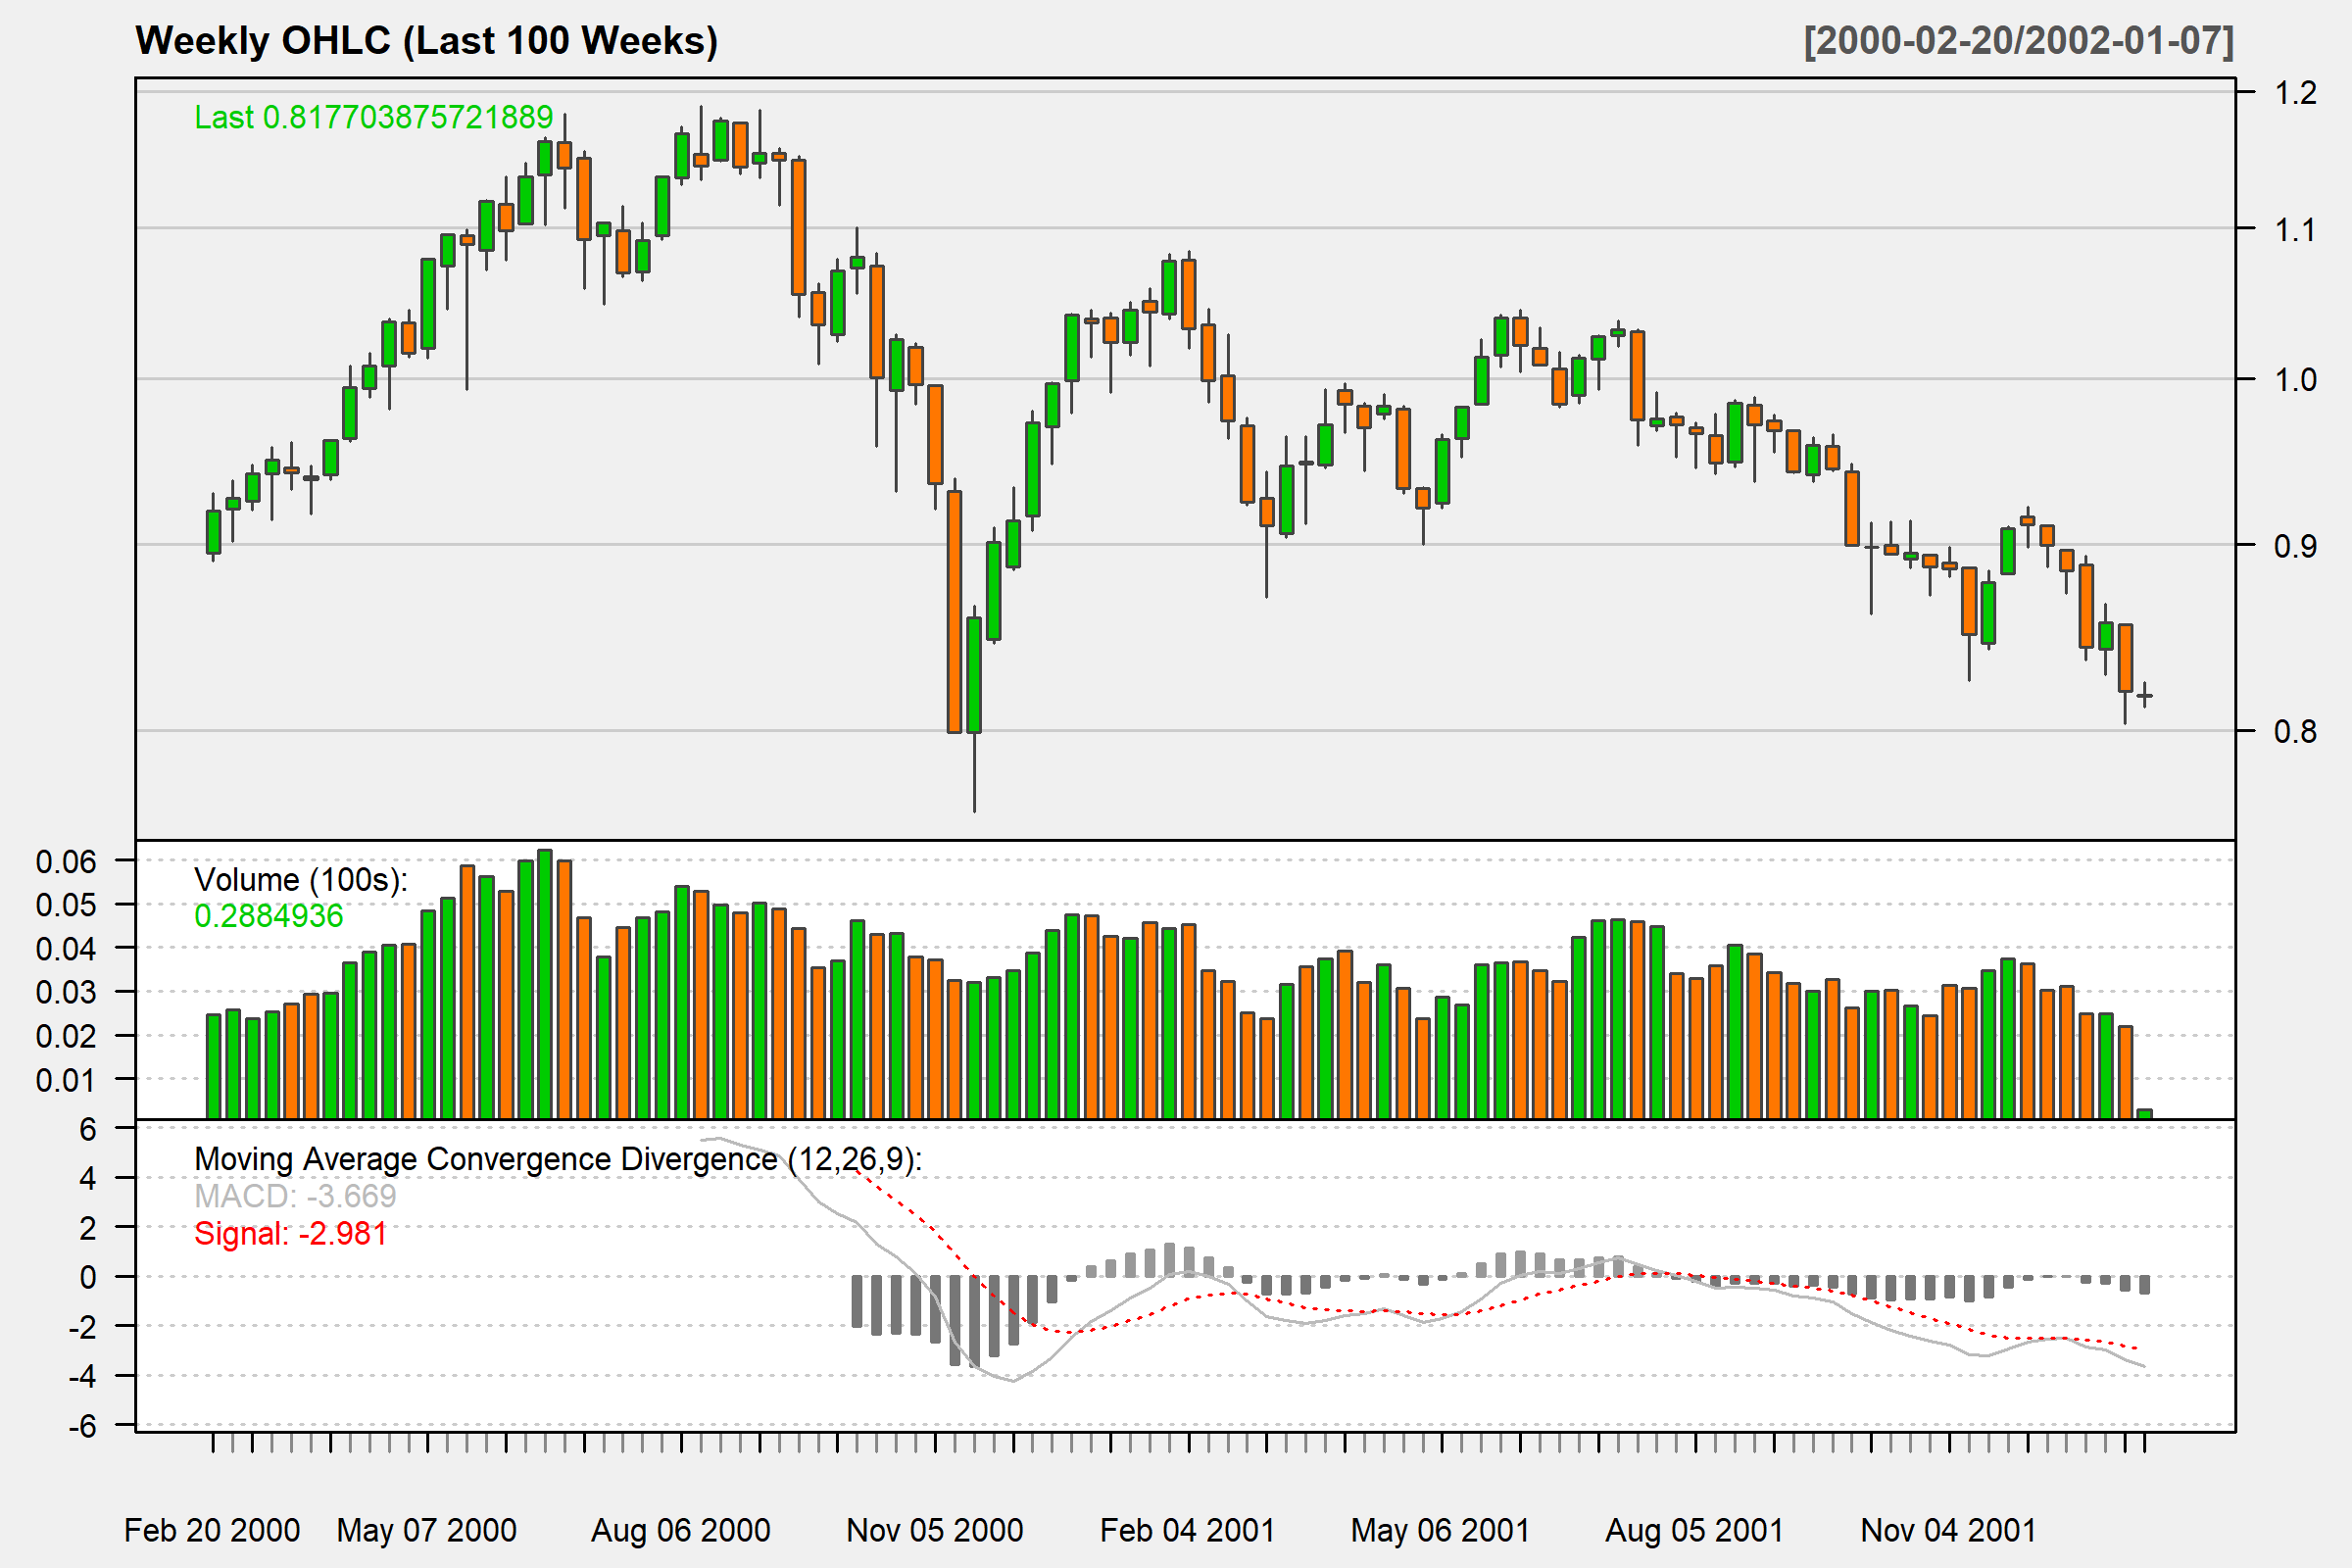 Weekly OHLC (Last 100 Weeks) [2000-02-20/2002-01-07]
Last 0.817703875721889
1.2
1.1
1.0
0.9
0.8
Volume (100s):
0.2884936
0.06
0.05
0.04
0.03
0.02
0.01
Moving Average Convergence Divergence (12,26,9):
MACD: -3.669
Signal: -2.981
6
4
2
0
-2
-4
-6
Feb 20 2000 May 07 2000 Aug 06 2000 Nov 05 2000 Feb 04 2001 May 06 2001 Aug 05 2001 Nov 04 2001